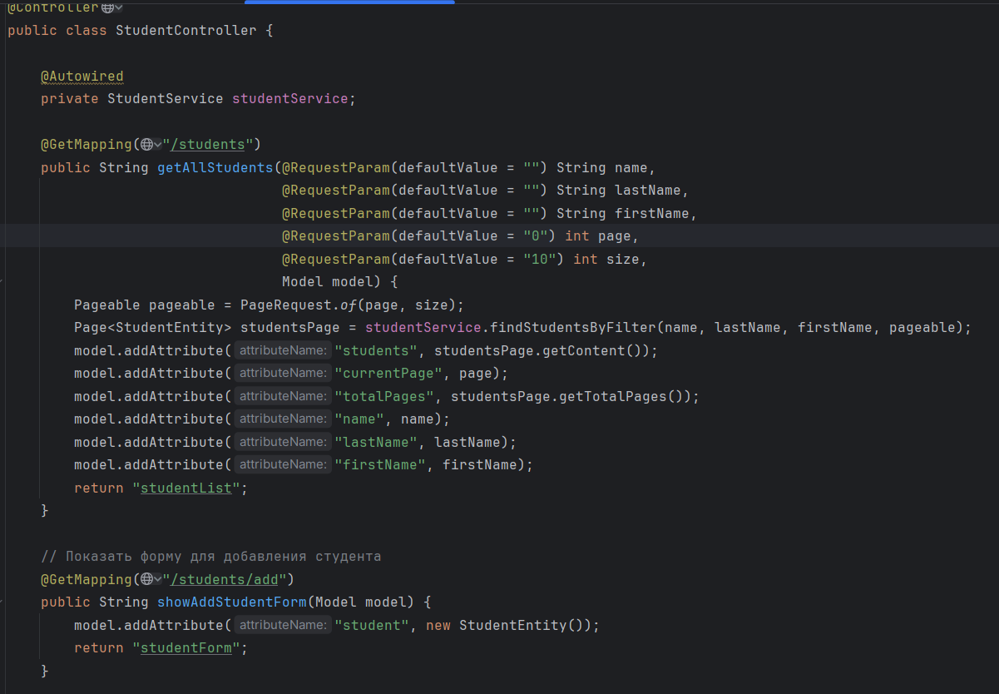 @Controller
public class StudentController {
@Autowired
private StudentService studentService;
@GetMapping("/students")
public String getAllStudents(@RequestParam(defaultValue = "") String name,
@RequestParam(defaultValue = "") String lastName,
@RequestParam(defaultValue = "") String firstName,
@RequestParam(defaultValue = "0") int page,
@RequestParam(defaultValue = "10") int size,
Model model) {
Pageable pageable = PageRequest.of(page, size);
Page<StudentEntity> studentsPage = studentService.findStudentsByFilter(name, lastName, firstName, pageable);
model.addAttribute( attributeName: "students", studentsPage.getContent());
model.addAttribute( attributeName: "currentPage", page);
model.addAttribute( attributeName: "totalPages", studentsPage.getTotalPages());
model.addAttribute( attributeName: "name", name);
model.addAttribute( attributeName: "lastName", lastName);
model.addAttribute( attributeName: "firstName", firstName);
return "studentList";
}
// Показать форму для добавления студента
@GetMapping("/students/add")
public String showAddStudentForm(Model model) {
model.addAttribute( attributeName: "student", new StudentEntity());
return "studentForm";
}